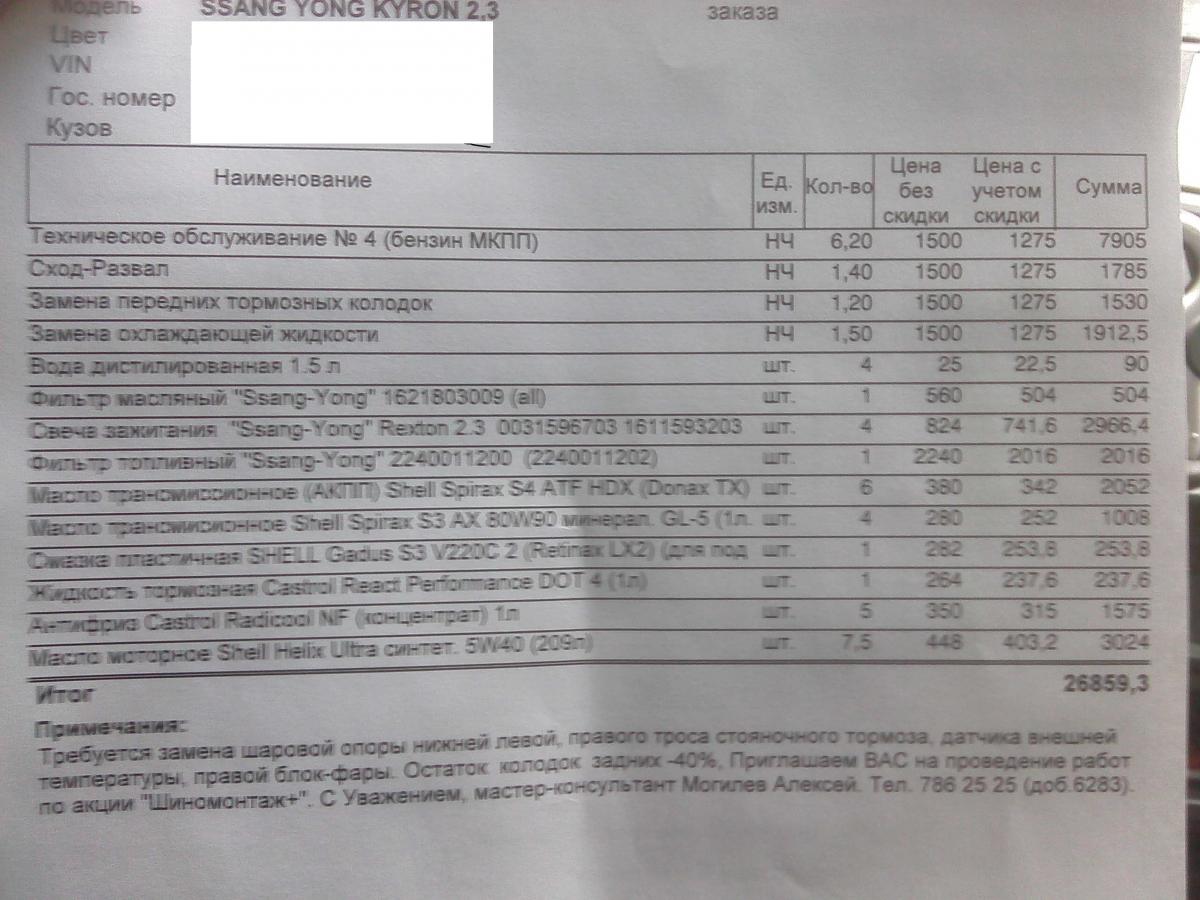 Модель SSANG YONG KYRON 2,3 заказа
Цвет
VIN
Гос. номер
Кузов
Наименование Ед. изм. Кол-во Цена без скидки Цена с учетом скидки Сумма
Техническое обслуживание № 4 (бензин МКПП) НЧ 6,20 1500 1275 7905
Сход-Развал НЧ 1,40 1500 1275 1785
Замена передних тормозных колодок НЧ 1,20 1500 1275 1530
Замена охлаждающей жидкости НЧ 1,50 1500 1275 1912,5
Вода дистилированная 1.5 л шт. 4 25 22,5 90
Фильтр масляный "Ssang-Yong" 1621803009 (all) шт. 1 560 504 504
Свеча зажигания "Ssang-Yong" Rexton 2.3 0031596703 1611593203 шт. 4 824 741,6 2966,4
Фильтр топливный "Ssang-Yong" 2240011200 (2240011202) шт. 1 2240 2016 2016
Масло трансмиссионное (АКПП) Shell Spirax S4 ATF HDX (Donax TX) шт. 6 380 342 2052
Масло трансмисионное Shell Spirax S3 AX 80W90 минерал. GL-5 (1л. шт. 4 280 252 1008
Смазка пластичная SHELL Gadus S3 V220C 2 (Retinax LX2) (для под шт. 1 282 253,8 253,8
Жидкость тормозная Castrol React Performance DOT 4 (1л) шт. 1 264 237,6 237,6
Антифриз Castrol Radicool NF (концентрат) 1л шт. 5 350 315 1575
Масло моторное Shell Helix Ultra синтет. 5W40 (209л) шт. 7,5 448 403,2 3024
Итог 26859,3
Примечания:
Требуется замена шаровой опоры нижней левой, правого троса стояночного тормоза, датчика внешней
температуры, правой блок-фары. Остаток колодок задних -40%, Приглашаем ВАС на проведение работ
по акции "Шиномонтаж+". С Уважением, мастер-консультант Могилев Алексей. Тел. 786 25 25 (доб.6283).